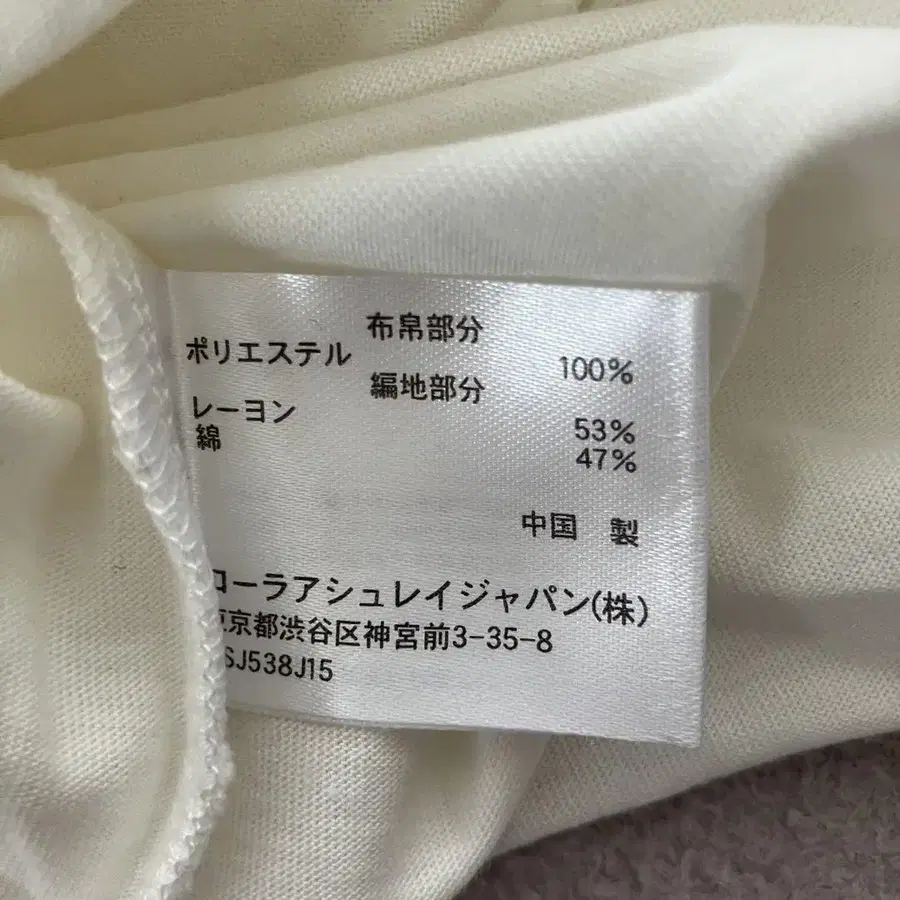 布帛部分
ポリエステル 100%
編地部分
レーヨン 53%
綿 47%
中国 製
ローラアシュレイジャパン(株)
東京都渋谷区神宮前3-35-8
SJ538J15